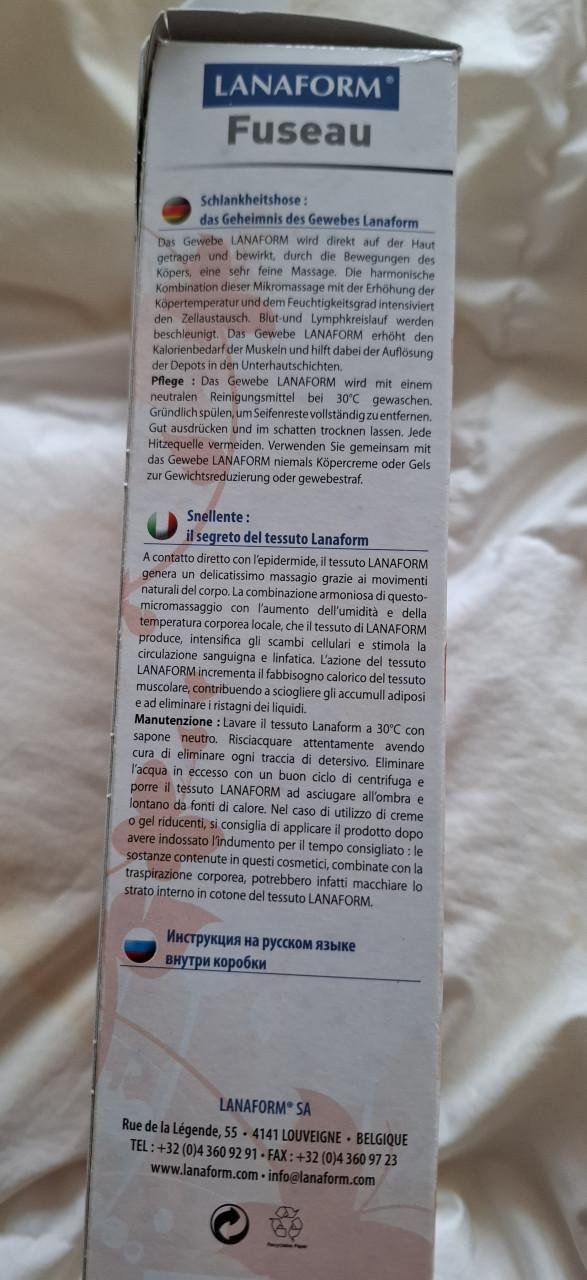 LANAFORM®
Fuseau
Schlankheitshose :
das Geheimnis des Gewebes Lanaform
Das Gewebe LANAFORM wird direkt auf der Haut
getragen und bewirkt, durch die Bewegungen des
Köpers, eine sehr feine Massage. Die harmonische
Kombination dieser Mikromassage mit der Erhöhung der
Köpertemperatur und dem Feuchtigkeitsgrad intensiviert
den Zellaustausch. Blut-und Lymphkreislauf werden
beschleunigt. Das Gewebe LANAFORM erhöht den
Kalorienbedarf der Muskeln und hilft dabei der Auflösung
der Depots in den Unterhautschichten.
Pflege : Das Gewebe LANAFORM wird mit einem
neutralen Reinigungsmittel bei 30°C gewaschen.
Gründlich spülen, um Seifenreste vollständig zu entfernen.
Gut ausdrücken und im schatten trocknen lassen. Jede
Hitzequelle vermeiden. Verwenden Sie gemeinsam mit
das Gewebe LANAFORM niemals Köpercreme oder Gels
zur Gewichtsreduzierung oder gewebestraf.
Snellente :
il segreto del tessuto Lanaform
A contatto diretto con l'epidermide, il tessuto LANAFORM
genera un delicatissimo massagio grazie ai movimenti
naturali del corpo. La combinazione armoniosa di questo-
micromassaggio con l'aumento dell'umidità e della
temperatura corporea locale, che il tessuto di LANAFORM
produce, intensifica gli scambi cellulari e stimola la
circulazione sanguigna e linfatica. L'azione del tessuto
LANAFORM incrementa il fabbisogno calorico del tessuto
muscolare, contribuendo a sciogliere gli accumull adiposi
e ad eliminare i ristagni dei liquidi.
Manutenzione : Lavare il tessuto Lanaform a 30°C con
sapone neutro. Risciacquare attentamente avendo
cura di eliminare ogni traccia di detersivo. Eliminare
l'acqua in eccesso con un buon ciclo di centrifuga e
porre il tessuto LANAFORM ad asciugare all'ombra e
lontano da fonti di calore. Nel caso di utilizzo di creme
o gel riducenti, si consiglia di applicare il prodotto dopo
avere indossato l'indumento per il tempo consigliato : le
sostanze contenute in questi cosmetici, combinate con la
traspirazione corporea, potrebbero infatti macchiare lo
strato interno in cotone del tessuto LANAFORM.
Инструкция на русском языке
внутри коробки
LANAFORM® SA
Rue de la Légende, 55 • 4141 LOUVEIGNE • BELGIQUE
TEL : +32 (0)4 360 92 91 • FAX : +32 (0)4 360 97 23
www.lanaform.com • info@lanaform.com
Recyclable Paper